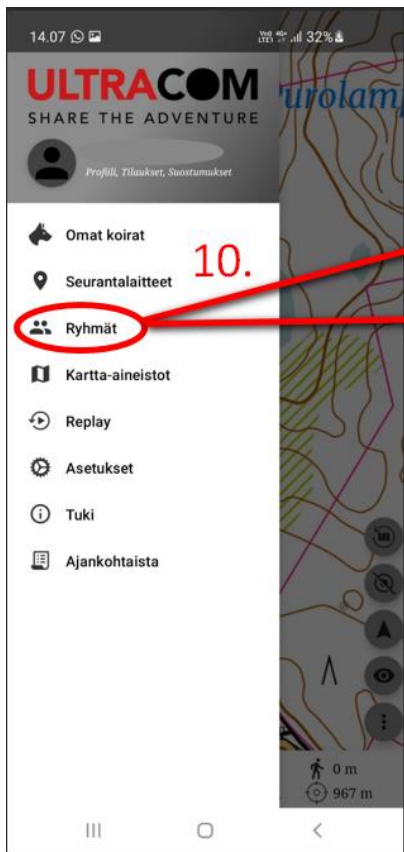 14.07 32%
ULTRACOM
SHARE THE ADVENTURE
Profiili, Tilaukset, Suostumukset
Omat koirat
Seurantalaitteet
10.
Ryhmät
Kartta-aineistot
Replay
Asetukset
Tuki
Ajankohtaista
0 m
967 m